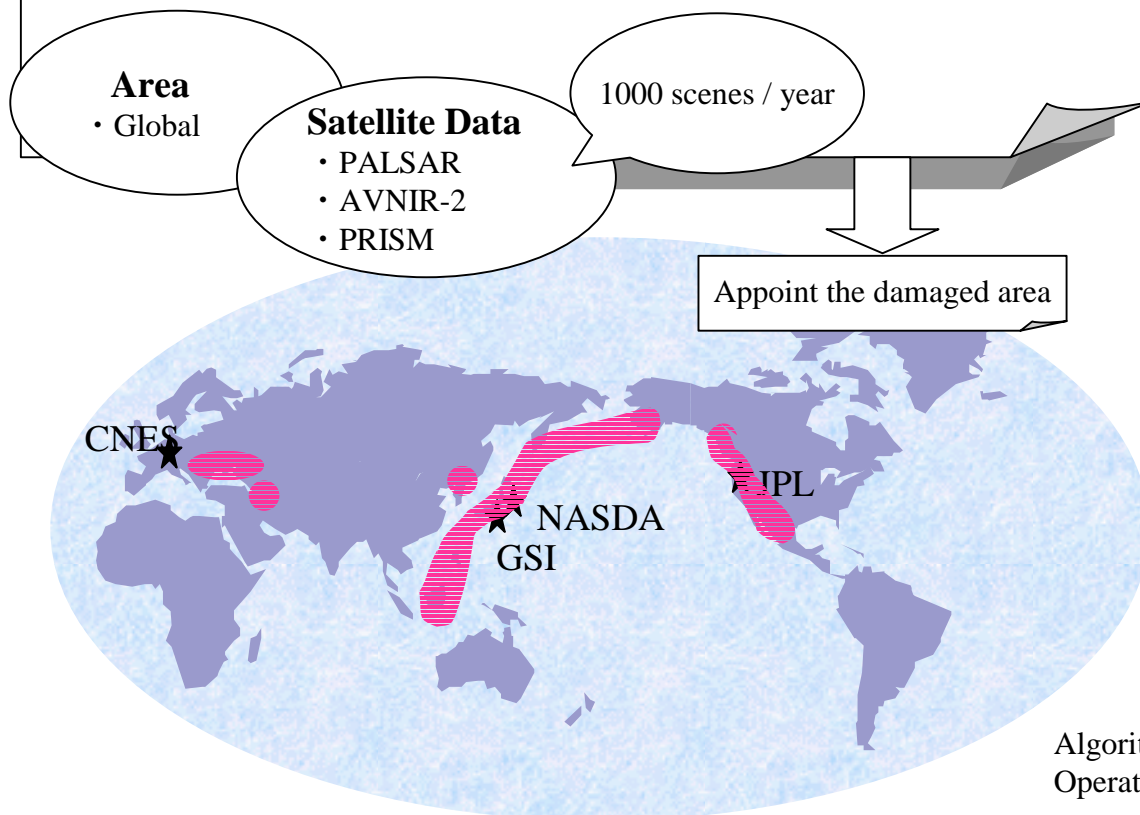 Area
・Global
Satellite Data
・PALSAR
・AVNIR-2
・PRISM
1000 scenes / year
Appoint the damaged area
CNES
JPL
NASDA
GSI